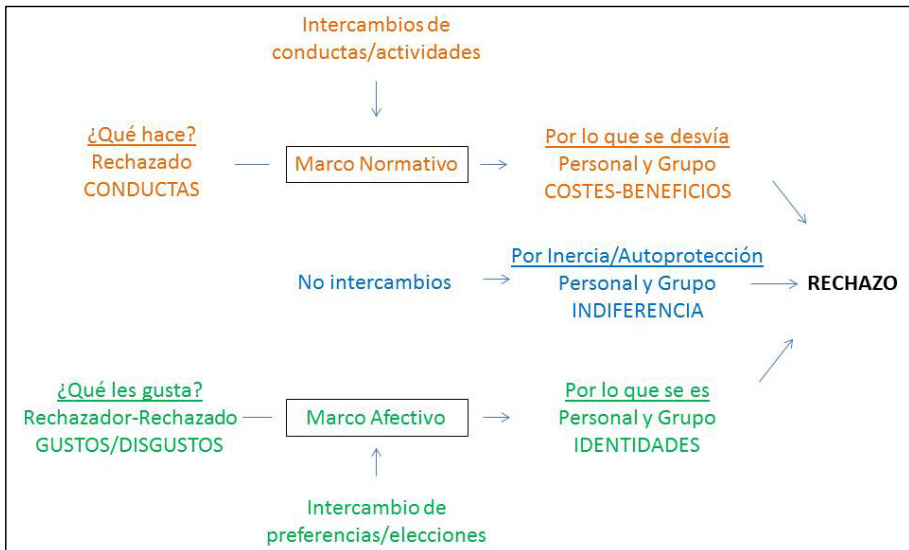 Intercambios de
conductas/actividades
¿Qué hace?
Rechazado
CONDUCTAS
Marco Normativo
Por lo que se desvía
Personal y Grupo
COSTES-BENEFICIOS
No intercambios
Por Inercia/Autoprotección
Personal y Grupo
INDIFERENCIA
RECHAZO
¿Qué les gusta?
Rechazador-Rechazado
GUSTOS/DISGUSTOS
Marco Afectivo
Por lo que se es
Personal y Grupo
IDENTIDADES
Intercambio de
preferencias/elecciones